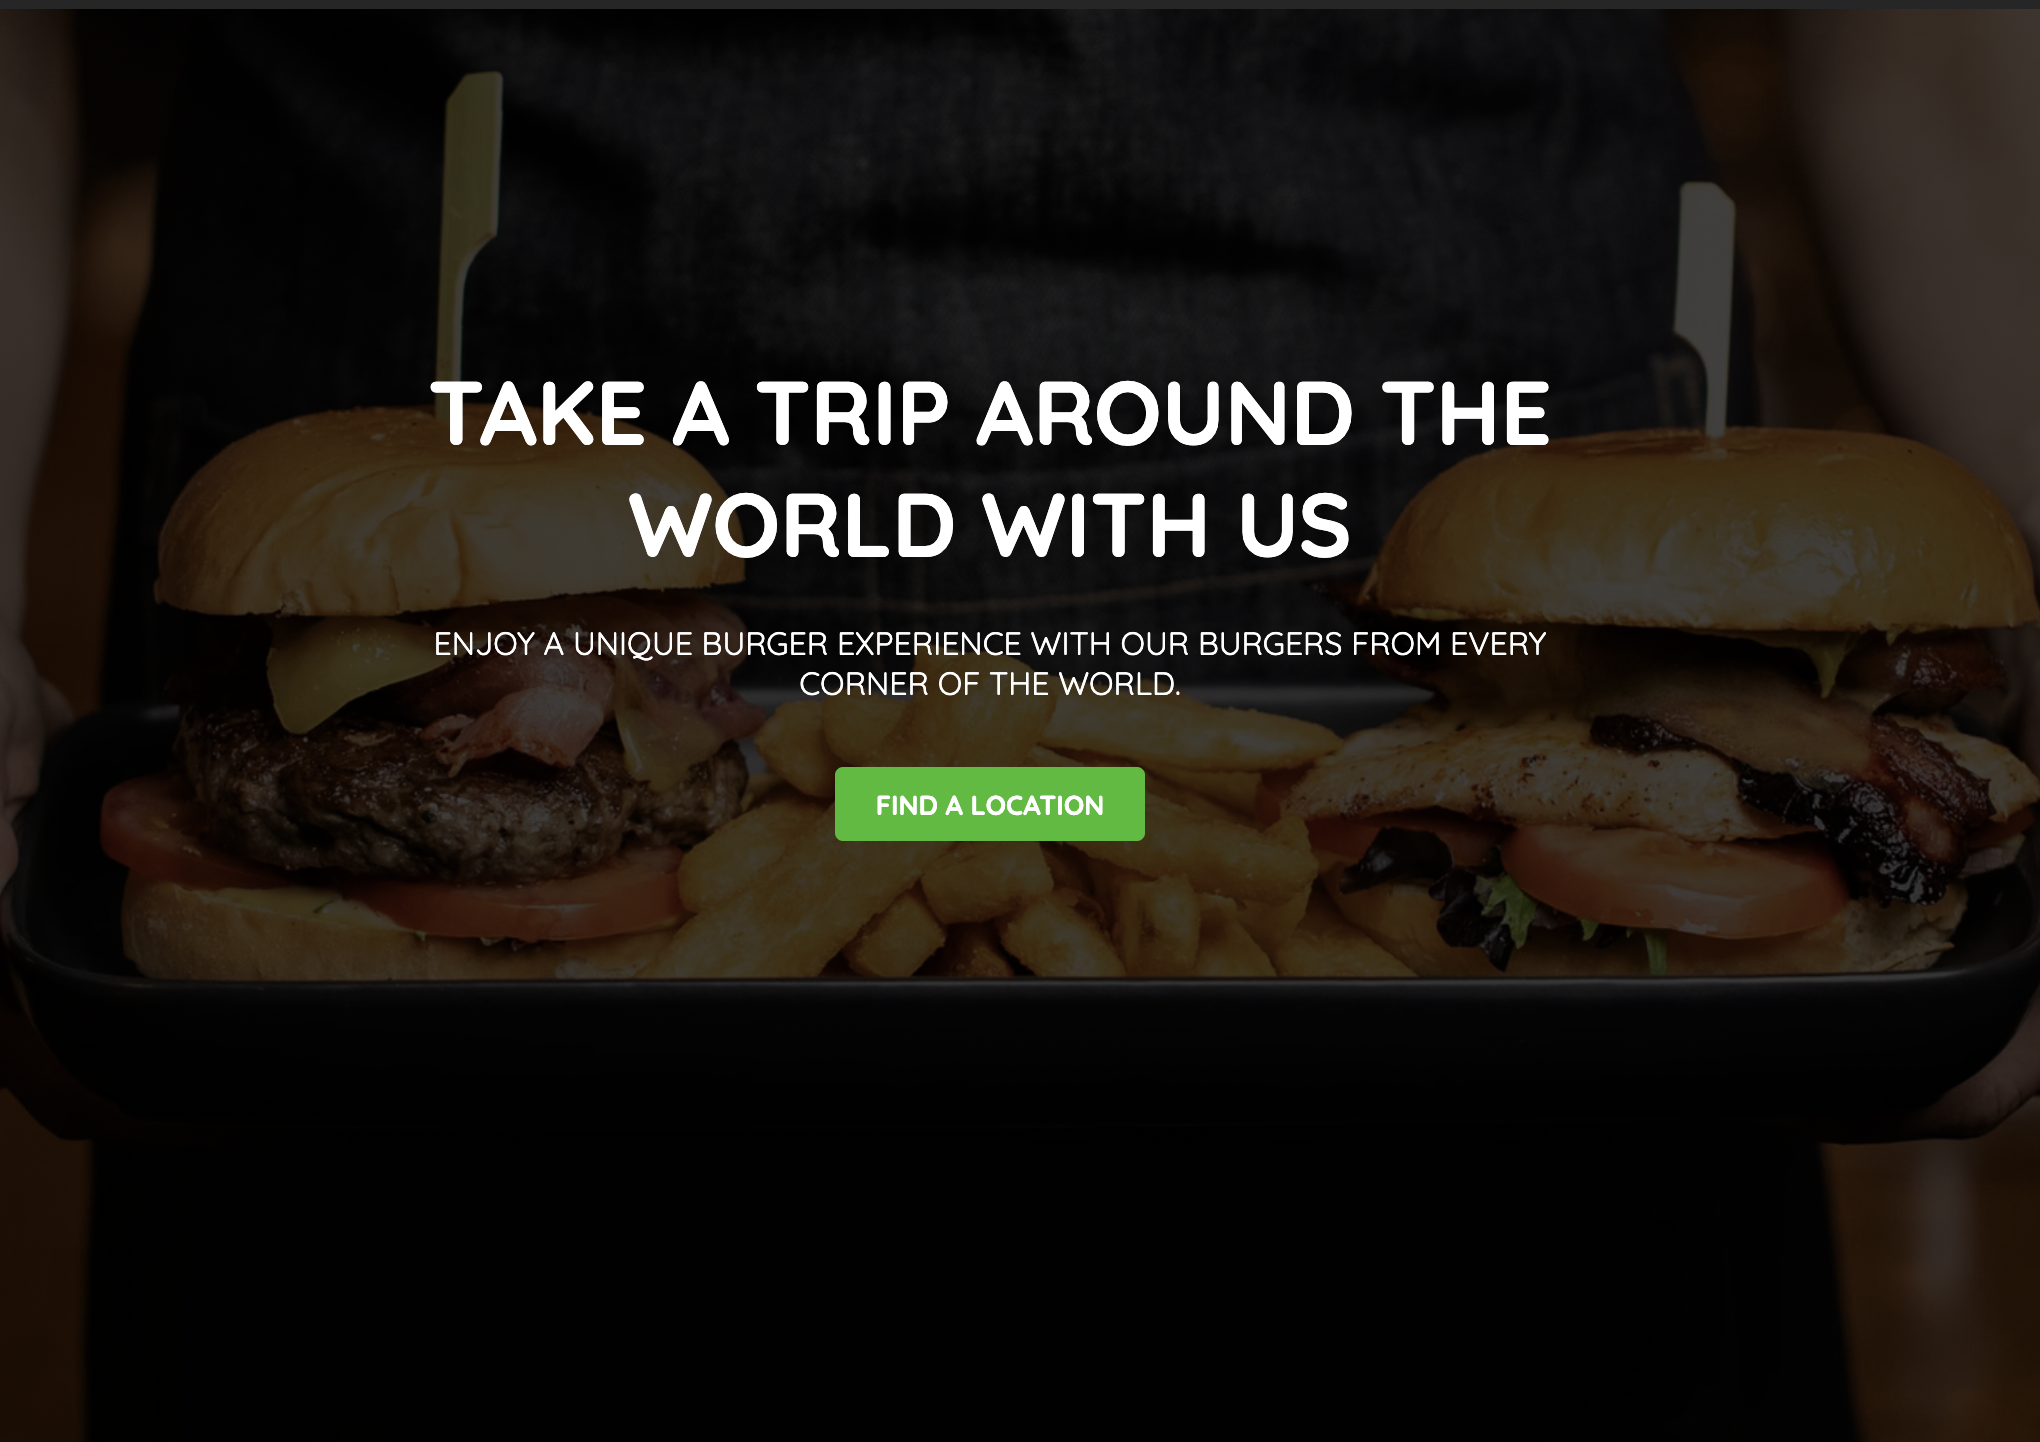 TAKE A TRIP AROUND THE
WORLD WITH US
ENJOY A UNIQUE BURGER EXPERIENCE WITH OUR BURGERS FROM EVERY
CORNER OF THE WORLD.
FIND A LOCATION